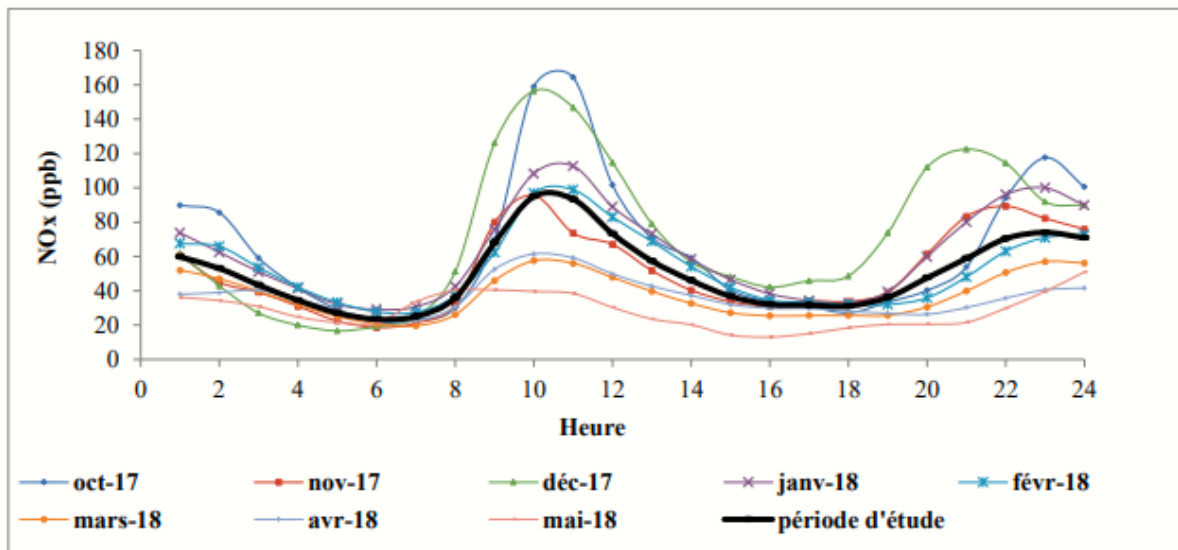 180
160
140
120
100
80
60
40
20
0
NOx (ppb)
0 2 4 6 8 10 12 14 16 18 20 22 24
Heure
oct-17 nov-17 déc-17 janv-18 févr-18
mars-18 avr-18 mai-18 période d'étude